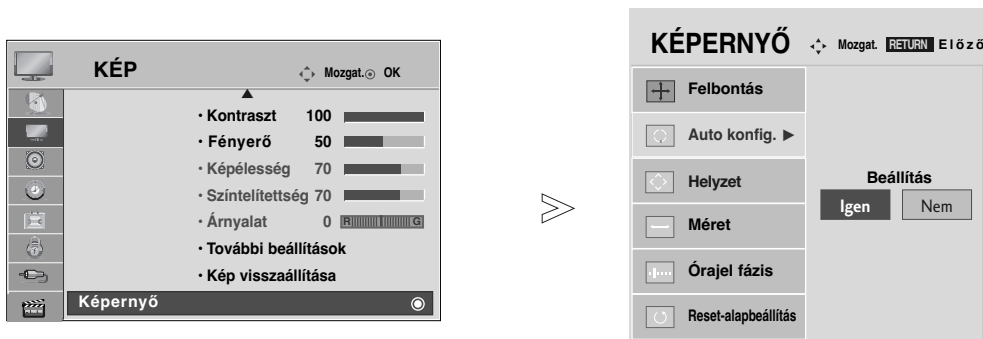 KÉP
Mozgat. OK
• Kontraszt 100
• Fényerő 50
• Képélesség 70
• Színtelítettség 70
• Árnyalat 0 R G
• További beállítások
• Kép visszaállítása
Képernyő
KÉPERNYŐ Mozgat. RETURN Előző
Felbontás
Auto konfig. ►
Helyzet
Méret
Órajel fázis
Reset-alapbeállítás
Beállítás
Igen Nem